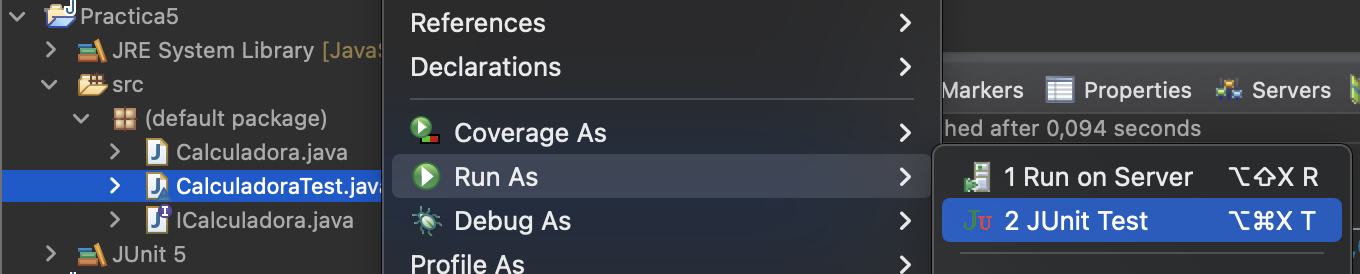 Practica5
JRE System Library [JavaS
src
(default package)
Calculadora.java
CalculadoraTest.java
ICalculadora.java
JUnit 5
References
Declarations
Coverage As
Run As
Debug As
Profile As
Markers
Properties
Servers
hed after 0,094 seconds
1 Run on Server ⌥⇧X R
JU 2 JUnit Test ⌥⌘X T